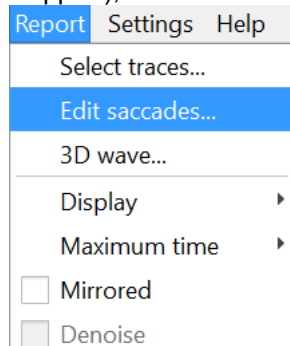 Report Settings Help
Select traces...
Edit saccades...
3D wave...
Display
Maximum time
Mirrored
Denoise